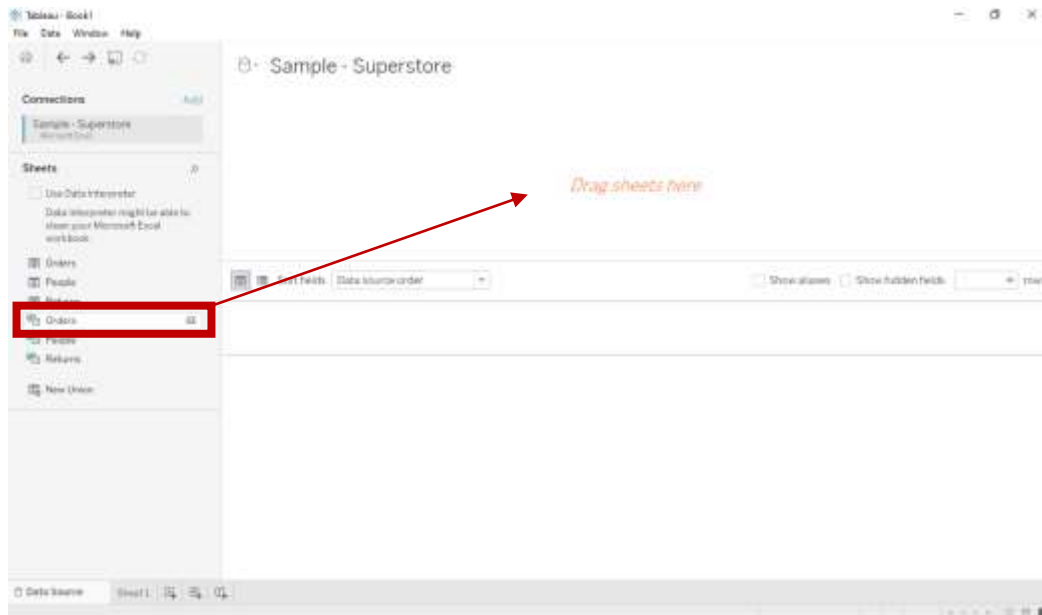 Tableau - Book1
File Data Window Help
Sample - Superstore
Connections Add
Sample - Superstore
Microsoft Excel
Sheets
Drag sheets here
Use Data Interpreter
Data Interpreter might be able to
clean your Microsoft Excel
workbook.
Orders
People
Returns
Sort fields Data source order
Show aliases Show hidden fields rows
Orders
People
Returns
New Union
Data Source Sheet 1